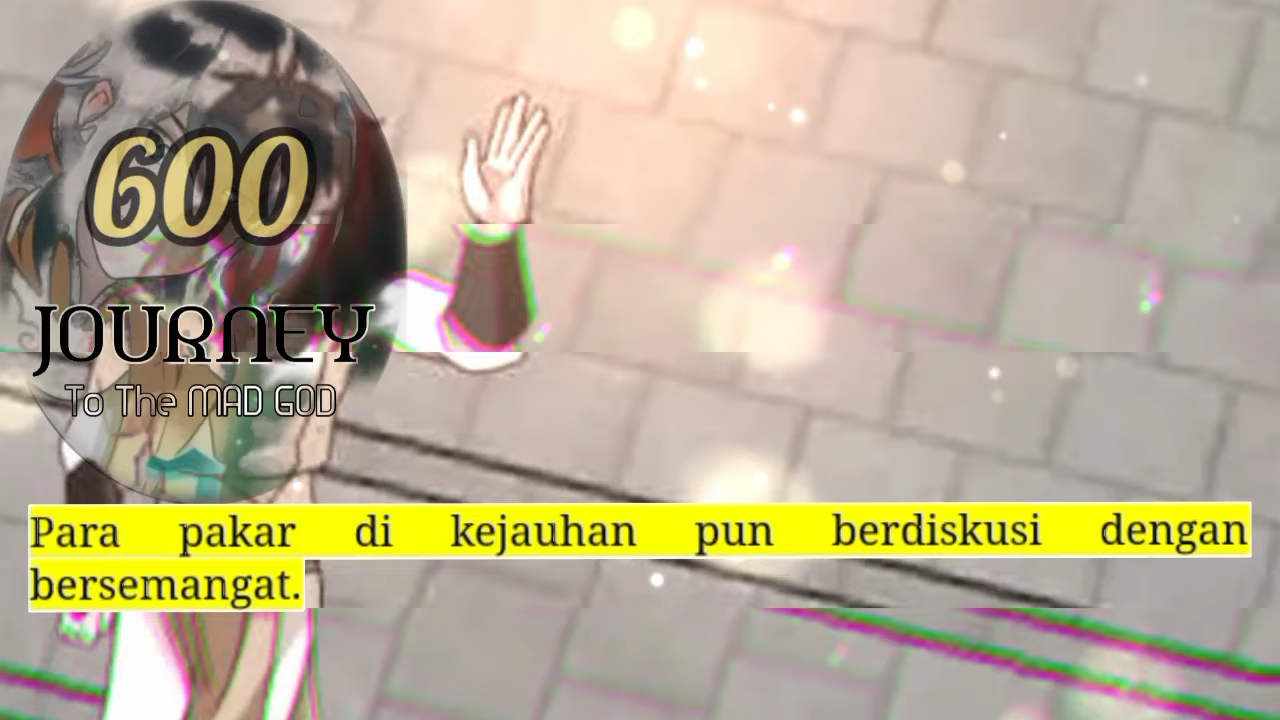 600
JOURNEY
To The MAD GOD
Para pakar di kejauhan pun berdiskusi dengan
bersemangat.